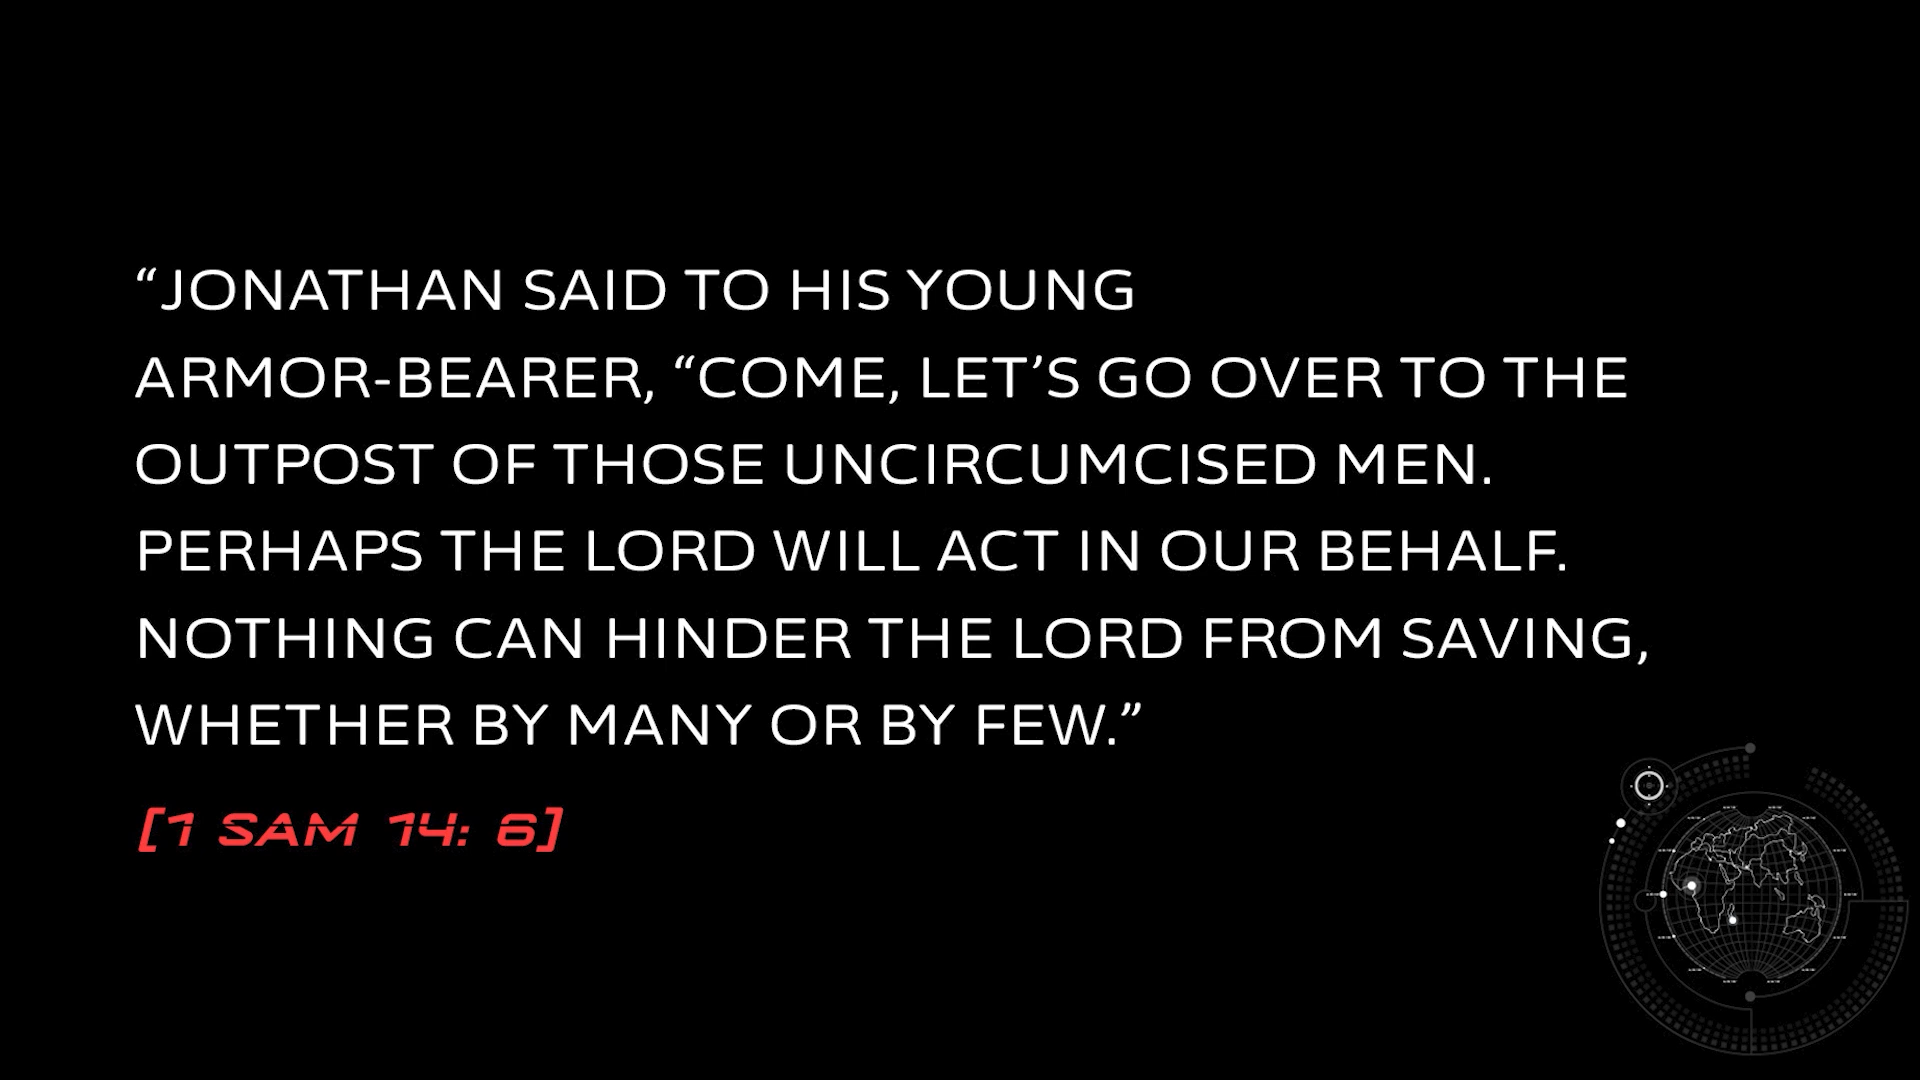 “JONATHAN SAID TO HIS YOUNG
ARMOR-BEARER, “COME, LET’S GO OVER TO THE
OUTPOST OF THOSE UNCIRCUMCISED MEN.
PERHAPS THE LORD WILL ACT IN OUR BEHALF.
NOTHING CAN HINDER THE LORD FROM SAVING,
WHETHER BY MANY OR BY FEW.”
[1 SAM 14: 6]